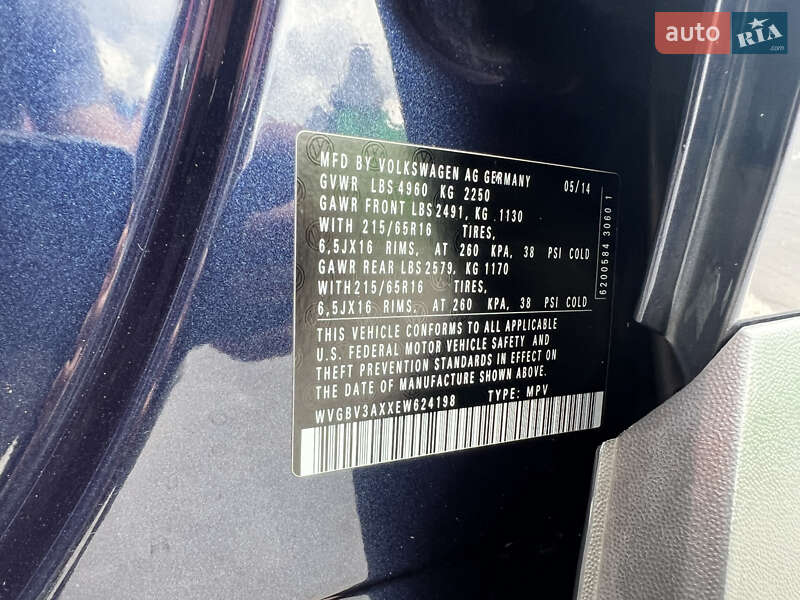 auto RIA
MFD BY VOLKSWAGEN AG GERMANY 05/14
GVWR LBS 4960 KG 2250
GAWR FRONT LBS 2491, KG 1130
WITH 215/65R16 TIRES,
6,5JX16 RIMS, AT 260 KPA, 38 PSI COLD
GAWR REAR LBS 2579, KG 1170
WITH 215/65R16 TIRES,
6,5JX16 RIMS, AT 260 KPA, 38 PSI COLD
THIS VEHICLE CONFORMS TO ALL APPLICABLE
U.S. FEDERAL MOTOR VEHICLE SAFETY AND
THEFT PREVENTION STANDARDS IN EFFECT ON
THE DATE OF MANUFACTURE SHOWN ABOVE.
WVGBV3AXXEW624198 TYPE: MPV
6200584 3060 1